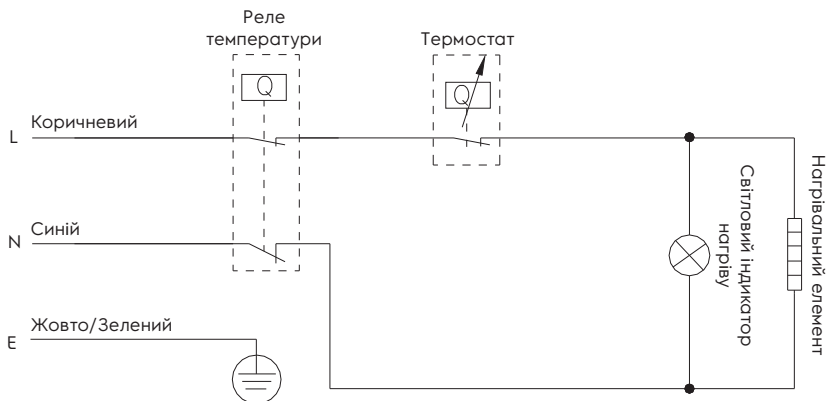 Реле
температури
Термостат
Q
Q
L
Коричневий
N
Синій
E
Жовто/Зелений
Світловий індикатор
нагріву
Нагрівальний елемент